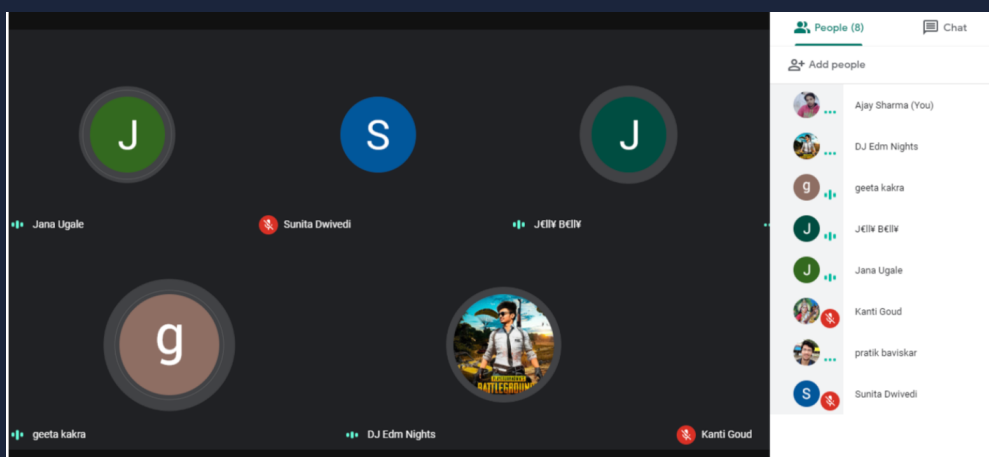 People (8)
Chat
Add people
J
S
J
Jana Ugale
Sunita Dwivedi
J€ll¥ B€ll¥
g
BATTLEGROUN
geeta kakra
DJ Edm Nights
Kanti Goud
Ajay Sharma (You)
DJ Edm Nights
g
geeta kakra
J
J€ll¥ B€ll¥
J
Jana Ugale
Kanti Goud
pratik baviskar
S
Sunita Dwivedi